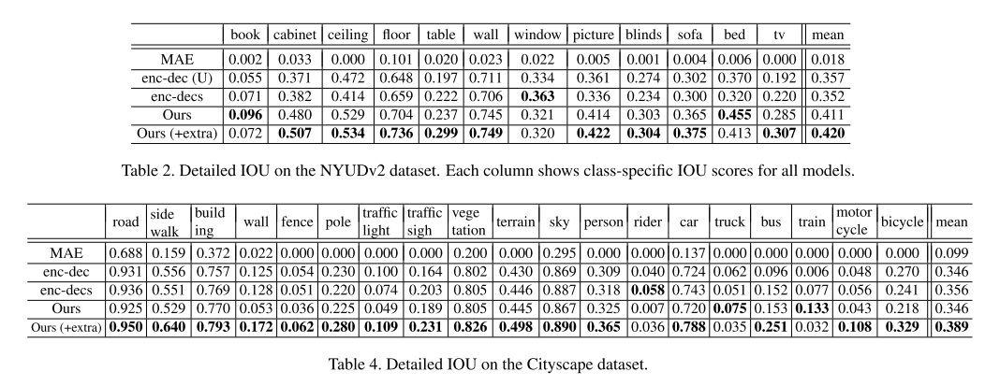 book cabinet ceiling floor table wall window picture blinds sofa bed tv mean
MAE 0.002 0.033 0.000 0.101 0.020 0.023 0.022 0.005 0.001 0.004 0.006 0.000 0.018
enc-dec (U) 0.055 0.371 0.472 0.648 0.197 0.711 0.334 0.361 0.274 0.302 0.370 0.192 0.357
enc-decs 0.071 0.382 0.414 0.659 0.222 0.706 0.363 0.336 0.234 0.300 0.320 0.220 0.352
Ours 0.096 0.480 0.529 0.704 0.237 0.745 0.321 0.414 0.303 0.365 0.455 0.285 0.411
Ours (+extra) 0.072 0.507 0.534 0.736 0.299 0.749 0.320 0.422 0.304 0.375 0.413 0.307 0.420
Table 2. Detailed IOU on the NYUDv2 dataset. Each column shows class-specific IOU scores for all models.
road side walk build ing wall fence pole traffic light traffic sigh vege tation terrain sky person rider car truck bus train motor cycle bicycle mean
MAE 0.688 0.159 0.372 0.022 0.000 0.000 0.000 0.000 0.200 0.000 0.295 0.000 0.000 0.137 0.000 0.000 0.000 0.000 0.000 0.099
enc-dec 0.931 0.556 0.757 0.125 0.054 0.230 0.100 0.164 0.802 0.430 0.869 0.309 0.040 0.724 0.062 0.096 0.006 0.048 0.270 0.346
enc-decs 0.936 0.551 0.769 0.128 0.051 0.220 0.074 0.203 0.805 0.446 0.887 0.318 0.058 0.743 0.051 0.152 0.077 0.056 0.241 0.356
Ours 0.925 0.529 0.770 0.053 0.036 0.225 0.049 0.189 0.805 0.445 0.867 0.325 0.007 0.720 0.075 0.153 0.133 0.043 0.218 0.346
Ours (+extra) 0.950 0.640 0.793 0.172 0.062 0.280 0.109 0.231 0.826 0.498 0.890 0.365 0.036 0.788 0.035 0.251 0.032 0.108 0.329 0.389
Table 4. Detailed IOU on the Cityscape dataset.